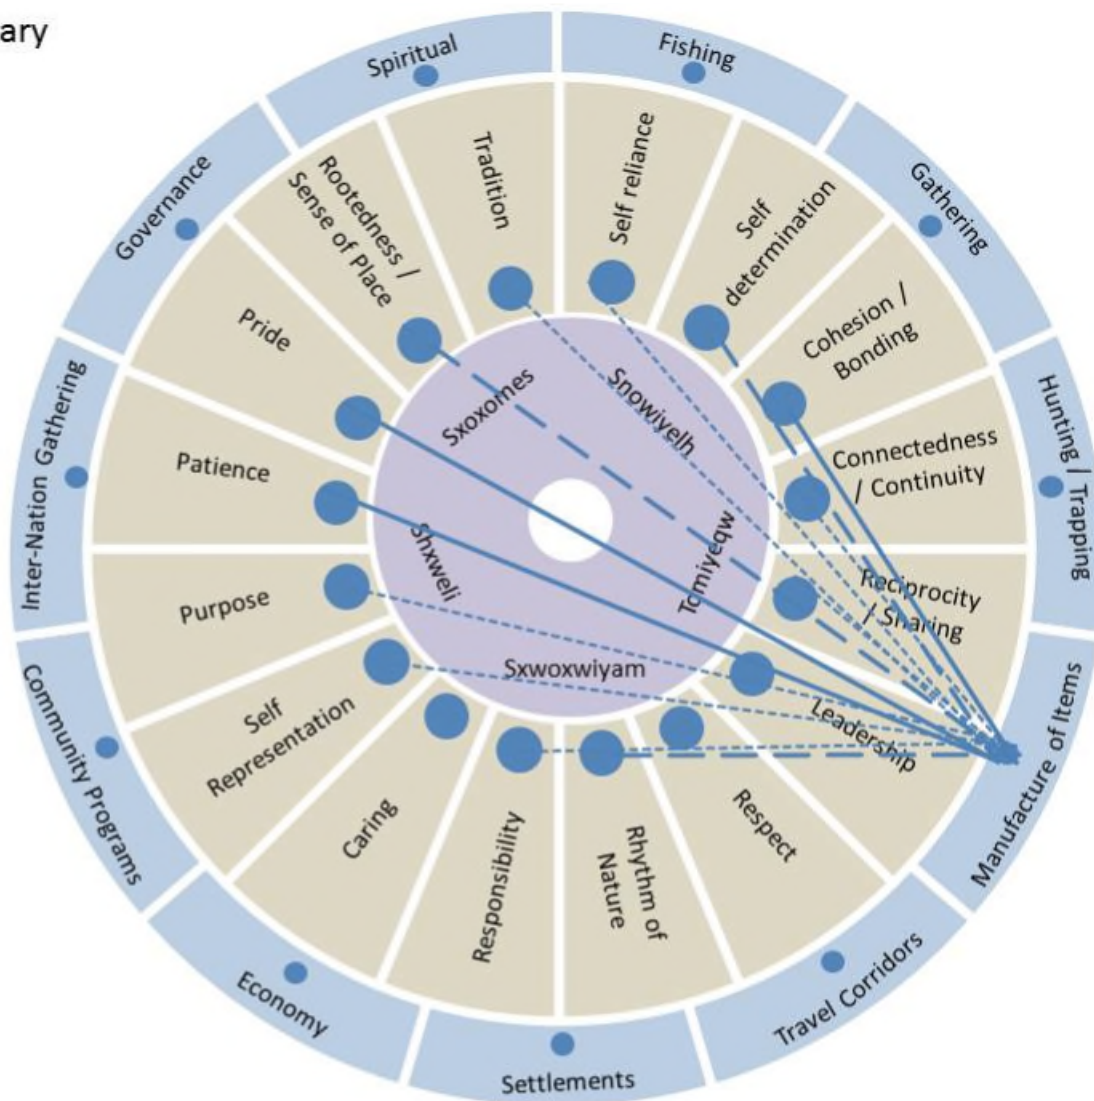 ary
Spiritual
Fishing
Gathering
Hunting /
Trapping
Manufacture of Items
Travel Corridors
Settlements
Economy
Community Programs
Inter-Nation Gathering
Governance
Tradition
Self reliance
Self
determination
Cohesion /
Bonding
Connectedness
/ Continuity
Reciprocity
/ Sharing
Leadership
Respect
Rhythm of
Nature
Responsibility
Caring
Self
Representation
Purpose
Patience
Pride
Rootedness /
Sense of Place
Sxoxomes
Snowiyelh
Tomiyeqw
Sxwoxwiyam
Shxweli